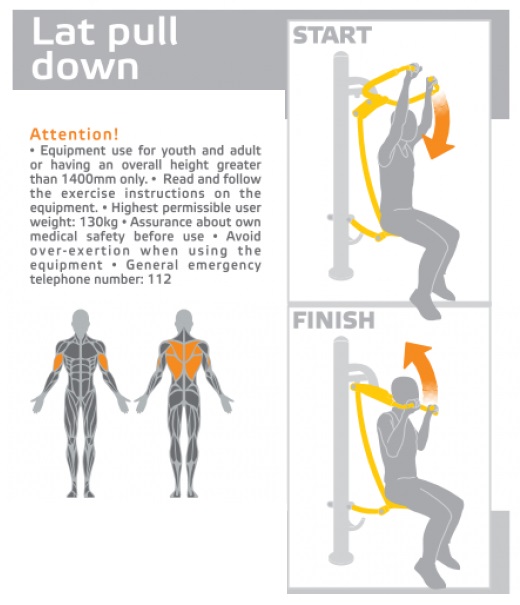 Lat pull
down
START
Attention!
• Equipment use for youth and adult
or having an overall height greater
than 1400mm only. • Read and follow
the exercise instructions on the
equipment. • Highest permissible user
weight: 130kg • Assurance about own
medical safety before use • Avoid
over-exertion when using the
equipment • General emergency
telephone number: 112
FINISH